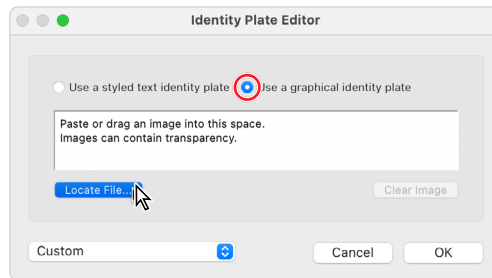 Identity Plate Editor
Use a styled text identity plate Use a graphical identity plate
Paste or drag an image into this space.
Images can contain transparency.
Locate File... Clear Image
Custom Cancel OK